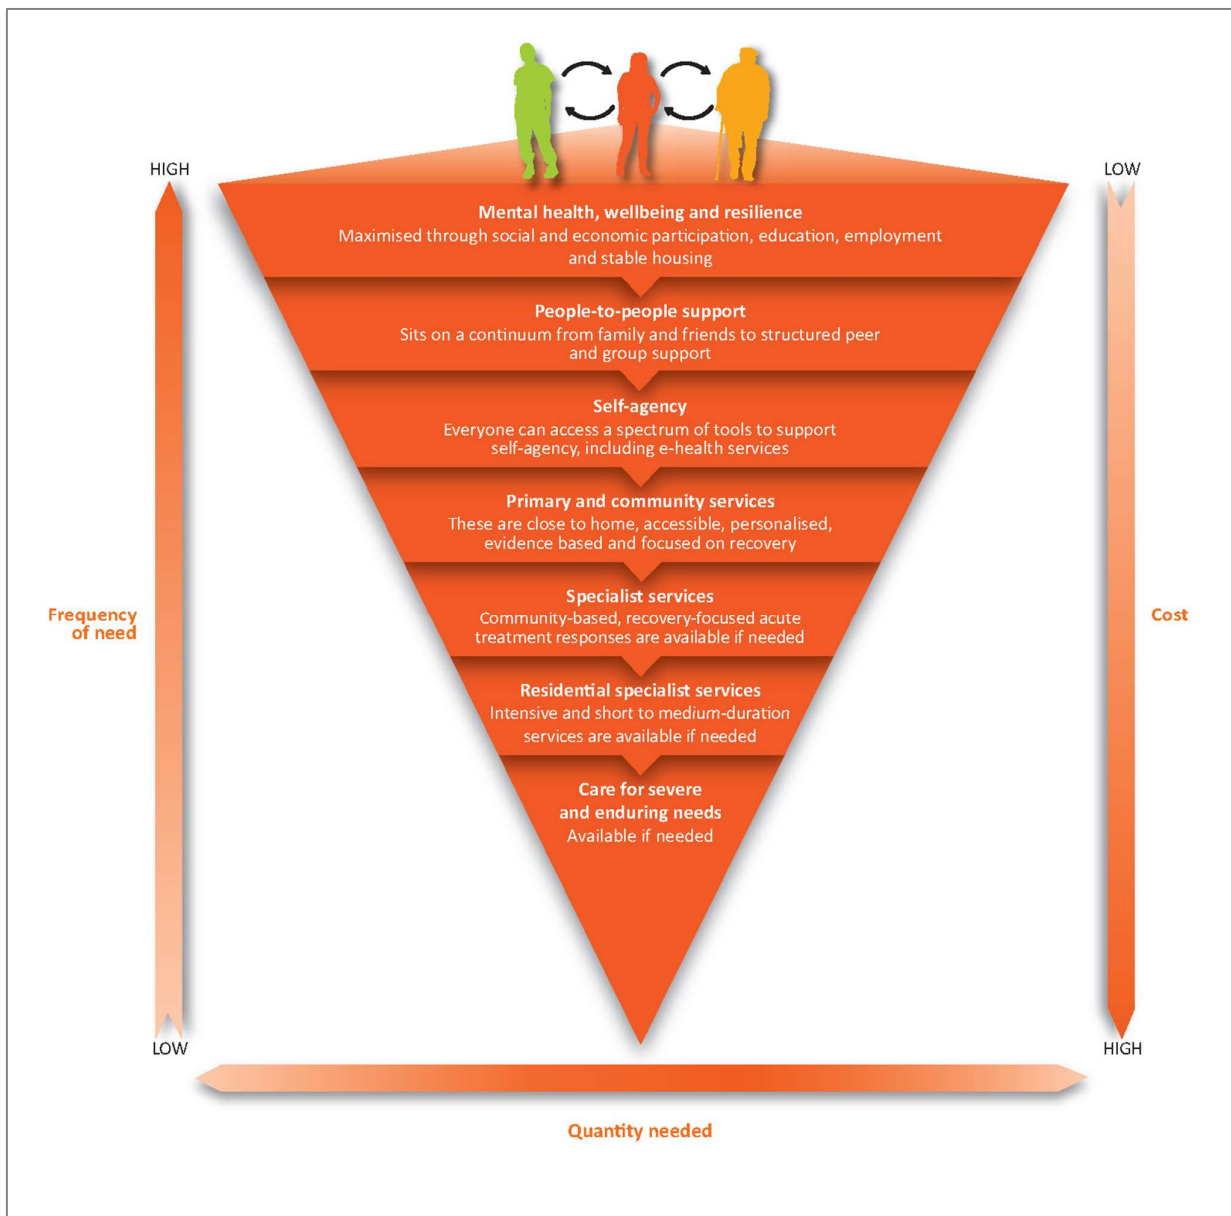 HIGH
LOW
Mental health, wellbeing and resilience
Maximised through social and economic participation, education, employment
and stable housing
People-to-people support
Sits on a continuum from family and friends to structured peer
and group support
Self-agency
Everyone can access a spectrum of tools to support
self-agency, including e-health services
Primary and community services
These are close to home, accessible, personalised,
evidence based and focused on recovery
Specialist services
Community-based, recovery-focused acute
treatment responses are available if needed
Frequency
of need
Cost
Residential specialist services
Intensive and short to medium-duration
services are available if needed
Care for severe
and enduring needs
Available if needed
LOW
HIGH
Quantity needed